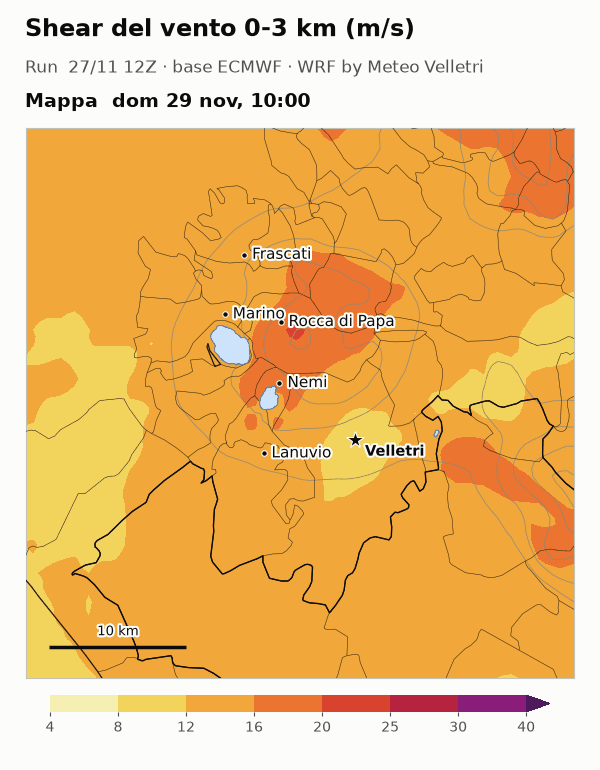 Shear del vento 0-3 km (m/s)
Run  27/11 12Z · base ECMWF · WRF by Meteo Velletri
Mappa  dom 29 nov, 10:00
Frascati
Marino
Rocca di Papa
Nemi
Velletri
Lanuvio
10 km
4 8 12 16 20 25 30 40